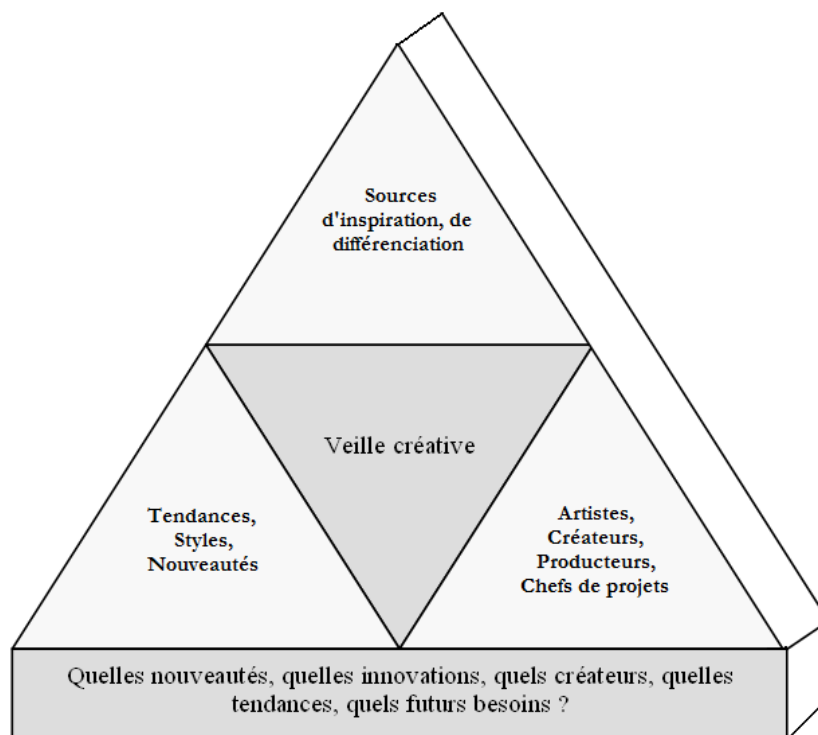 Sources
d'inspiration, de
différenciation
Veille créative
Tendances,
Styles,
Nouveautés
Artistes,
Créateurs,
Producteurs,
Chefs de projets
Quelles nouveautés, quelles innovations, quels créateurs, quelles
tendances, quels futurs besoins ?